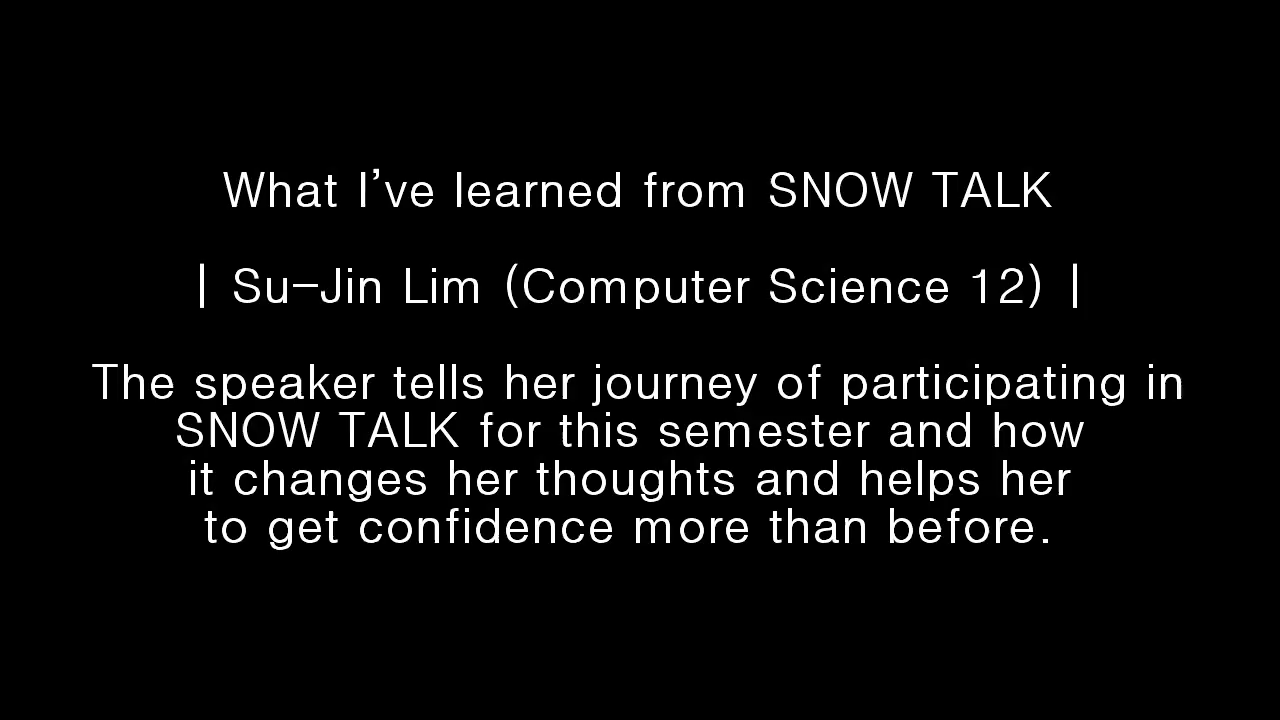 What I’ve learned from SNOW TALK
| Su-Jin Lim (Computer Science 12) |
The speaker tells her journey of participating in
SNOW TALK for this semester and how
it changes her thoughts and helps her
to get confidence more than before.